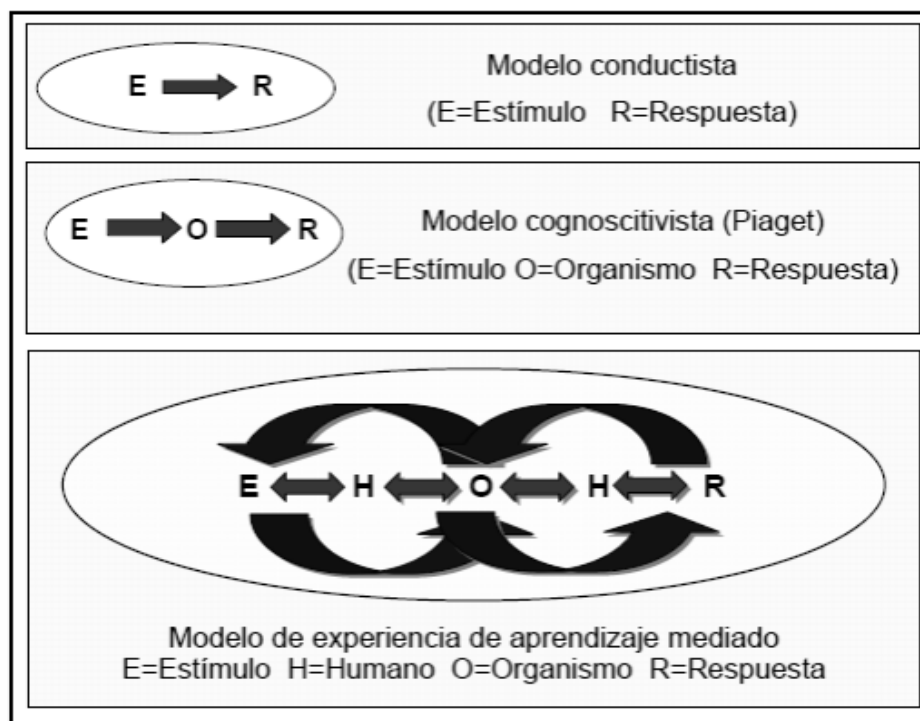 E R
Modelo conductista
(E=Estímulo R=Respuesta)
E O R
Modelo cognoscitivista (Piaget)
(E=Estímulo O=Organismo R=Respuesta)
E H O H R
Modelo de experiencia de aprendizaje mediado
E=Estímulo H=Humano O=Organismo R=Respuesta